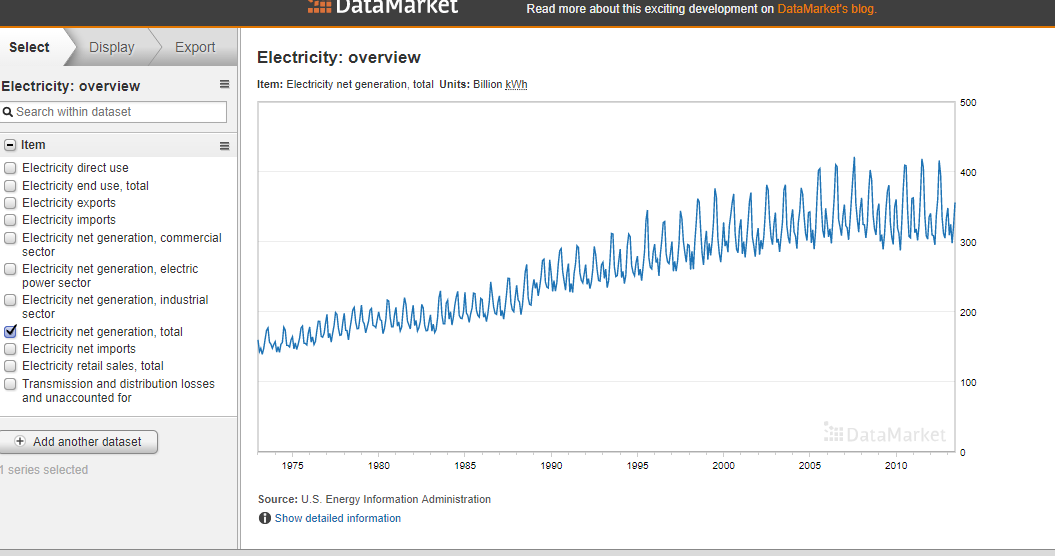 DataMarket
Read more about this exciting development on DataMarket's blog.
Select
Display
Export
Electricity: overview
Search within dataset
Item
Electricity direct use
Electricity end use, total
Electricity exports
Electricity imports
Electricity net generation, commercial
sector
Electricity net generation, electric
power sector
Electricity net generation, industrial
sector
Electricity net generation, total
Electricity net imports
Electricity retail sales, total
Transmission and distribution losses
and unaccounted for
Add another dataset
1 series selected
Electricity: overview
Item: Electricity net generation, total Units: Billion kWh
500
400
300
200
100
0
DataMarket
1975 1980 1985 1990 1995 2000 2005 2010
Source: U.S. Energy Information Administration
Show detailed information